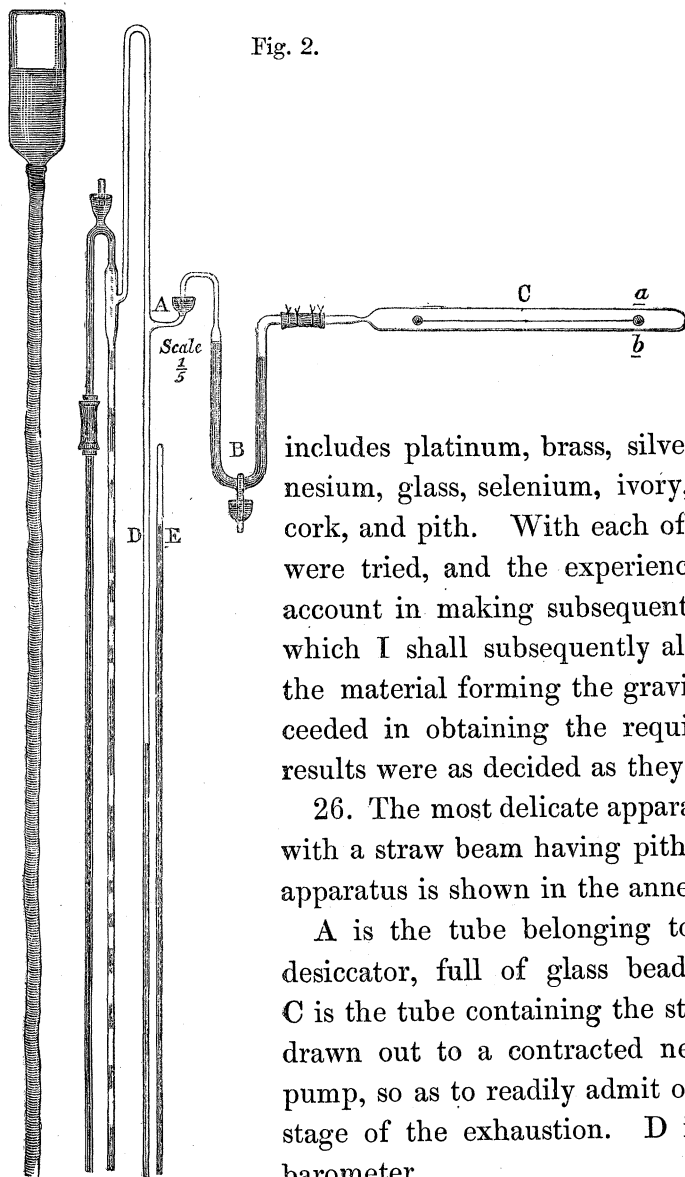 Fig. 2.
C
a
b
A
Scale
1/5
B
D
E
includes platinum, brass, silve
nesium, glass, selenium, ivory,
cork, and pith. With each of
were tried, and the experienc
account in making subsequent
which I shall subsequently al
the material forming the gravi
ceeded in obtaining the requi
results were as decided as they
26. The most delicate appara
with a straw beam having pith
apparatus is shown in the anne
A is the tube belonging to
desiccator, full of glass bead
C is the tube containing the st
drawn out to a contracted ne
pump, so as to readily admit o
stage of the exhaustion. D i
barometer